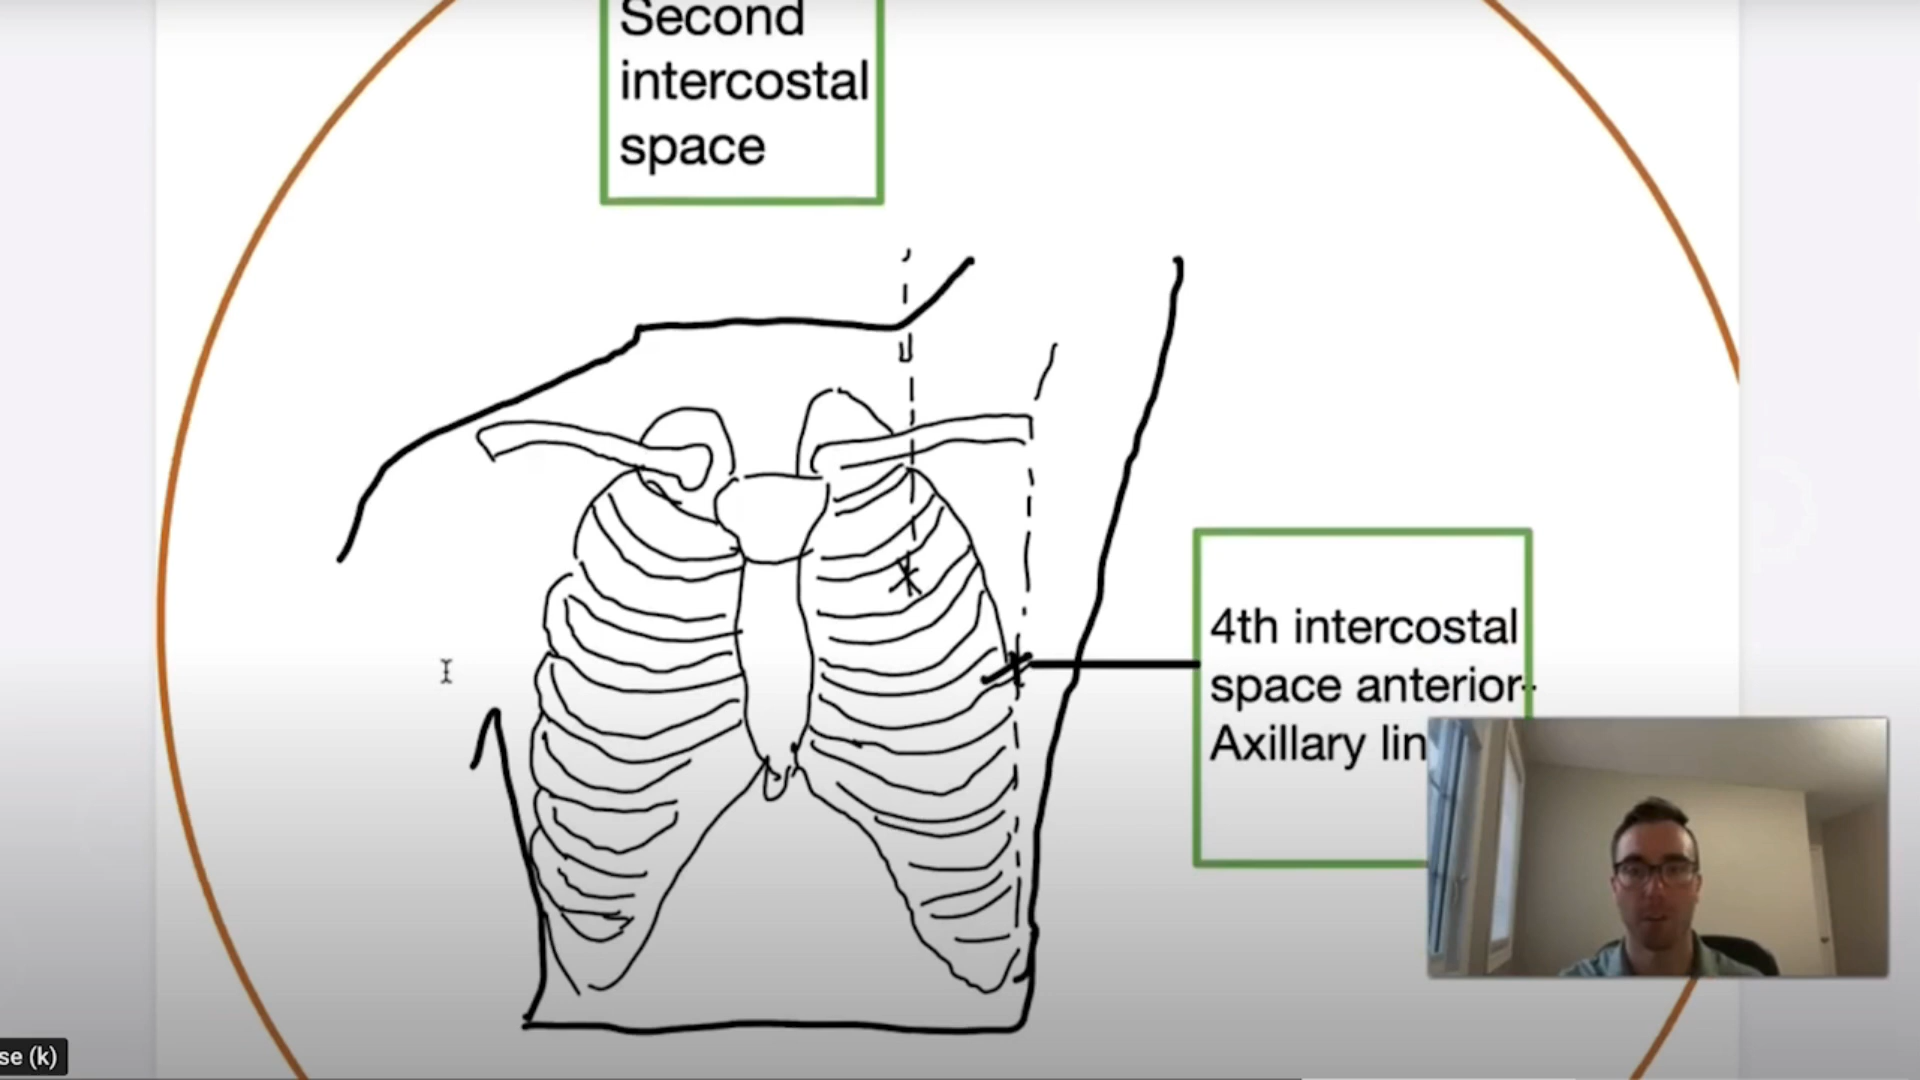 Second
intercostal
space
4th intercostal
space anterior-
Axillary lin
se (k)